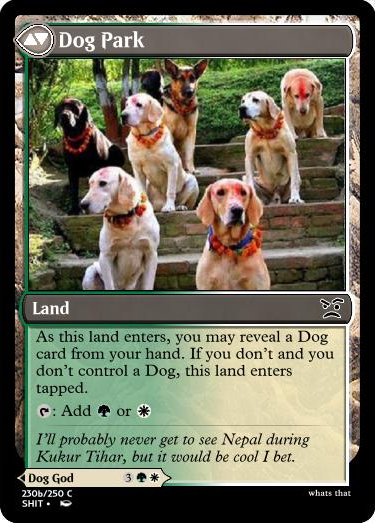 Dog Park
Land
As this land enters, you may reveal a Dog
card from your hand. If you don't and you
don't control a Dog, this land enters
tapped.
: Add or
I'll probably never get to see Nepal during
Kukur Tihar, but it would be cool I bet.
Dog God 3
230b/250 C
SHIT •
whats that